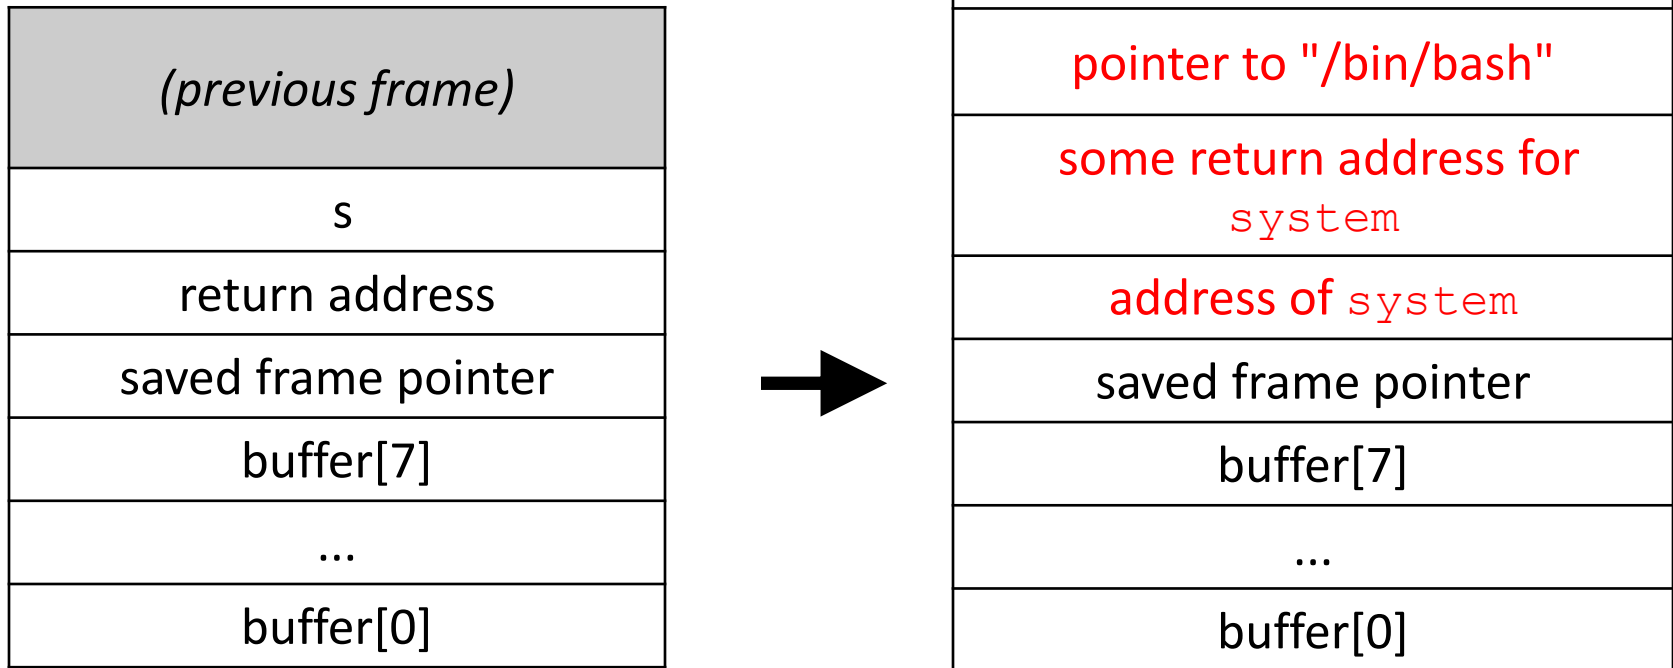 (previous frame)
s
return address
saved frame pointer
buffer[7]
...
buffer[0]
pointer to "/bin/bash"
some return address for
system
address of system
saved frame pointer
buffer[7]
...
buffer[0]